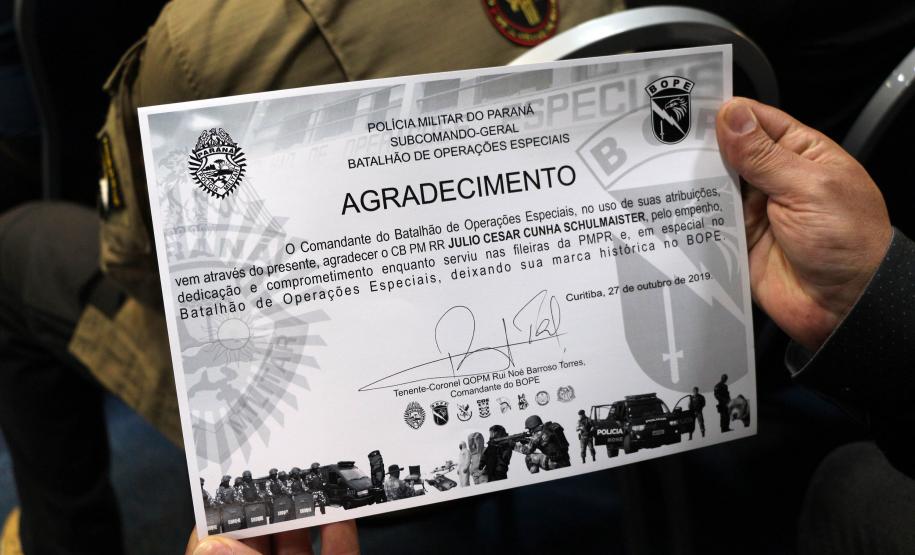 POLÍCIA MILITAR DO PARANÁ
SUBCOMANDO-GERAL
BATALHÃO DE OPERAÇÕES ESPECIAIS
PARANÁ
BOPE
ESPECIAIS
AGRADECIMENTO
O Comandante do Batalhão de Operações Especiais, no uso de suas atribuições,
vem através do presente, agradecer o CB PM RR JULIO CESAR CUNHA SCHULMAISTER, pelo empenho,
dedicação e comprometimento enquanto serviu nas fileiras da PMPR e, em especial no
Batalhão de Operações Especiais, deixando sua marca histórica no BOPE.
Curitiba, 27 de outubro de 2019.
Tenente-Coronel QOPM Rui Noé Barroso Torres,
Comandante do BOPE
MILITAR
POLICIA